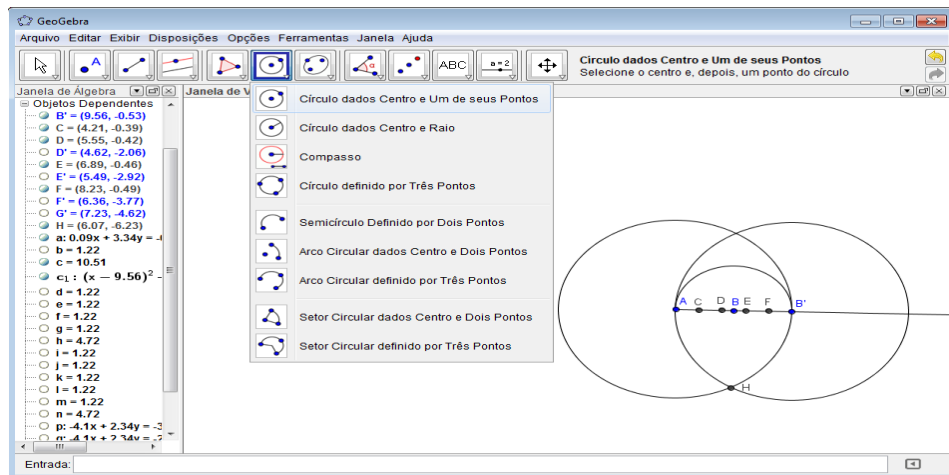 GeoGebra
Arquivo Editar Exibir Disposições Opções Ferramentas Janela Ajuda
A
ABC
a = 2
Círculo dados Centro e Um de seus Pontos
Selecione o centro e, depois, um ponto do círculo
Janela de Álgebra
Janela de V
Objetos Dependentes
B' = (9.56, -0.53)
C = (4.21, -0.39)
D = (5.55, -0.42)
D' = (4.62, -2.06)
E = (6.89, -0.46)
E' = (5.49, -2.92)
F = (8.23, -0.49)
F' = (6.36, -3.77)
G' = (7.23, -4.62)
H = (6.07, -6.23)
a: 0.09x + 3.34y =
b = 1.22
c = 10.51
c₁ : (x − 9.56)²
d = 1.22
e = 1.22
f = 1.22
g = 1.22
h = 4.72
i = 1.22
j = 1.22
k = 1.22
l = 1.22
m = 1.22
n = 4.72
p: -4.1x + 2.34y = -3
q: -4.1x + 2.34y =
Círculo dados Centro e Um de seus Pontos
Círculo dados Centro e Raio
Compasso
Círculo definido por Três Pontos
Semicírculo Definido por Dois Pontos
Arco Circular dados Centro e Dois Pontos
Arco Circular definido por Três Pontos
Setor Circular dados Centro e Dois Pontos
Setor Circular definido por Três Pontos
A C D B E F B'
H
Entrada: